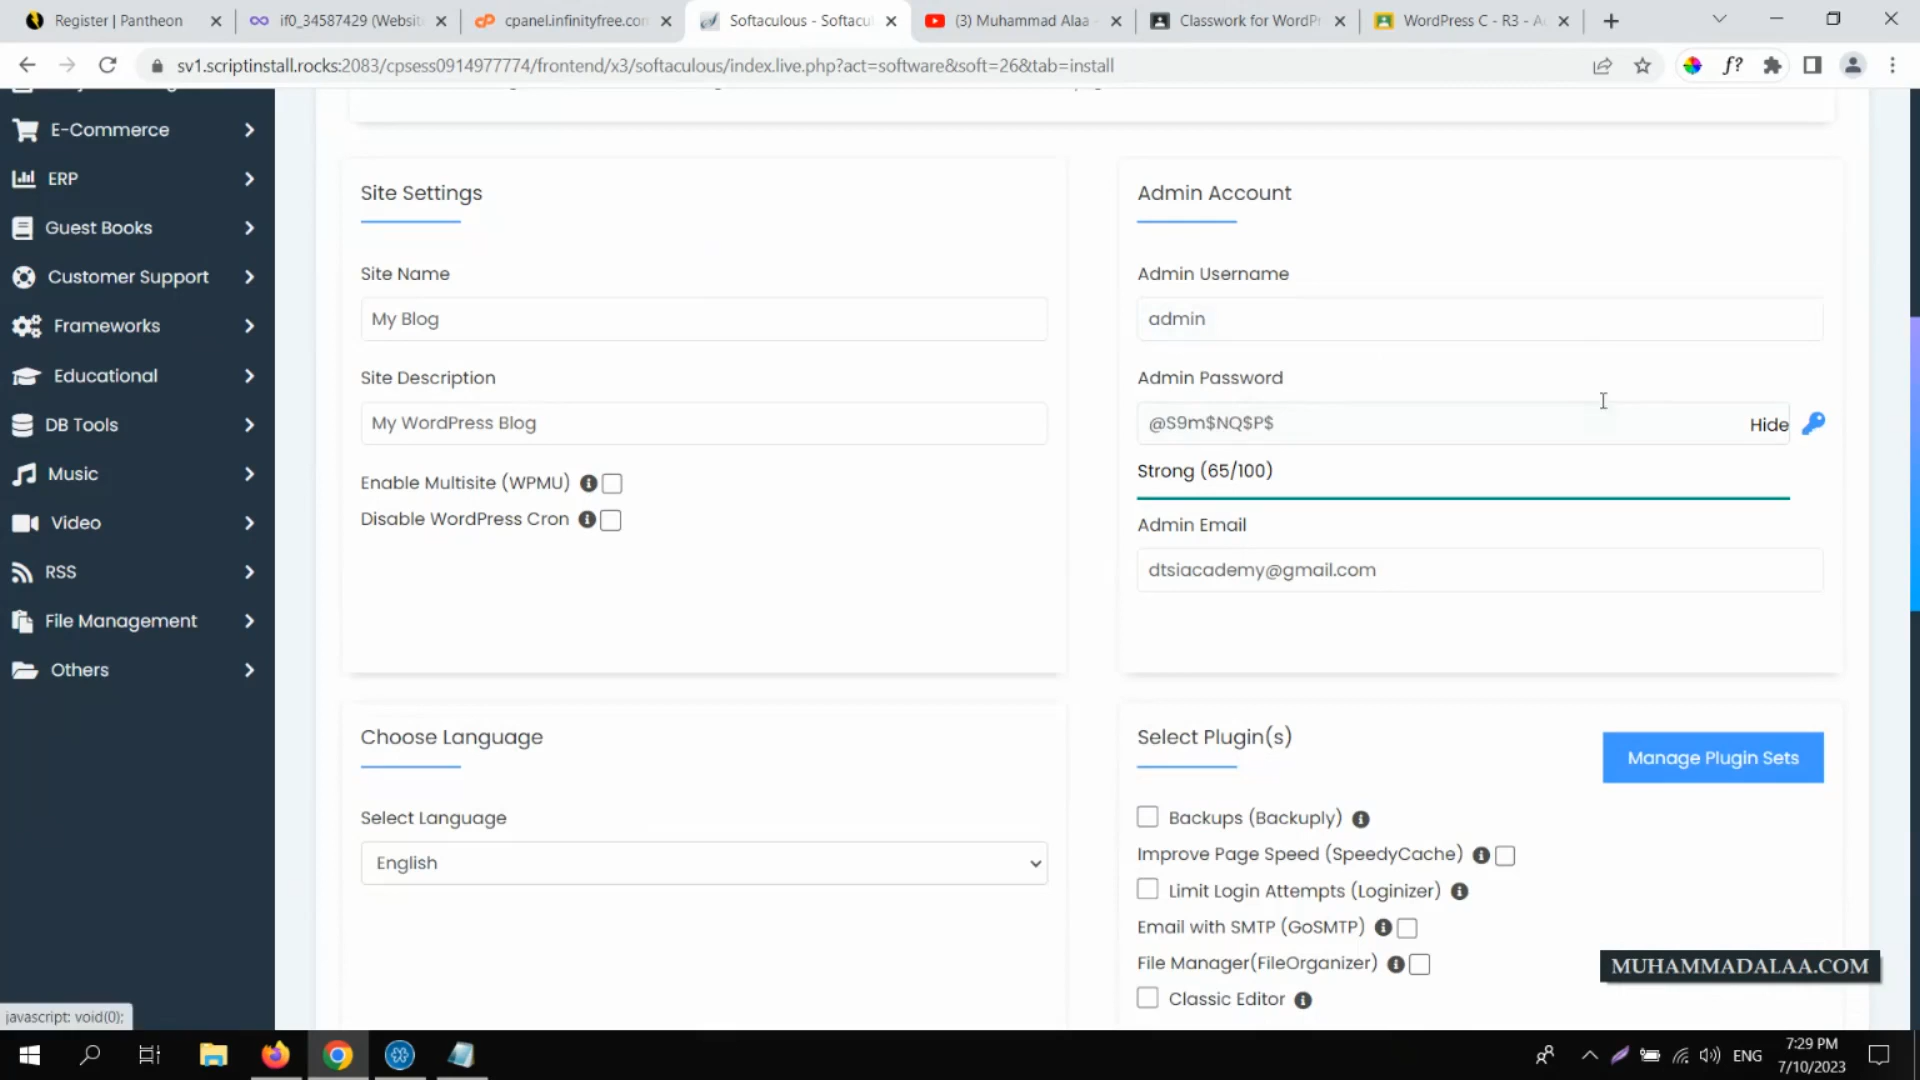 Register | Pantheon
if0_34587429 (Websit
cpanel.infinityfree.con
Softaculous - Softacul
(3) Muhammad Alaa -
Classwork for WordPr
WordPress C - R3 - A
sv1.scriptinstall.rocks:2083/cpsess0914977774/frontend/x3/softaculous/index.live.php?act=software&soft=26&tab=install
f?
E-Commerce
ERP
Guest Books
Customer Support
Frameworks
Educational
DB Tools
Music
Video
RSS
File Management
Others
Site Settings
Site Name
My Blog
Site Description
My WordPress Blog
Enable Multisite (WPMU)
Disable WordPress Cron
Admin Account
Admin Username
admin
Admin Password
@S9m$NQ$P$
Hide
Strong (65/100)
Admin Email
dtsiacademy@gmail.com
Choose Language
Select Language
English
Select Plugin(s)
Manage Plugin Sets
Backups (Backuply)
Improve Page Speed (SpeedyCache)
Limit Login Attempts (Loginizer)
Email with SMTP (GoSMTP)
File Manager(FileOrganizer)
Classic Editor
MUHAMMADALAA.COM
javascript: void(0);
ENG
7:29 PM
7/10/2023